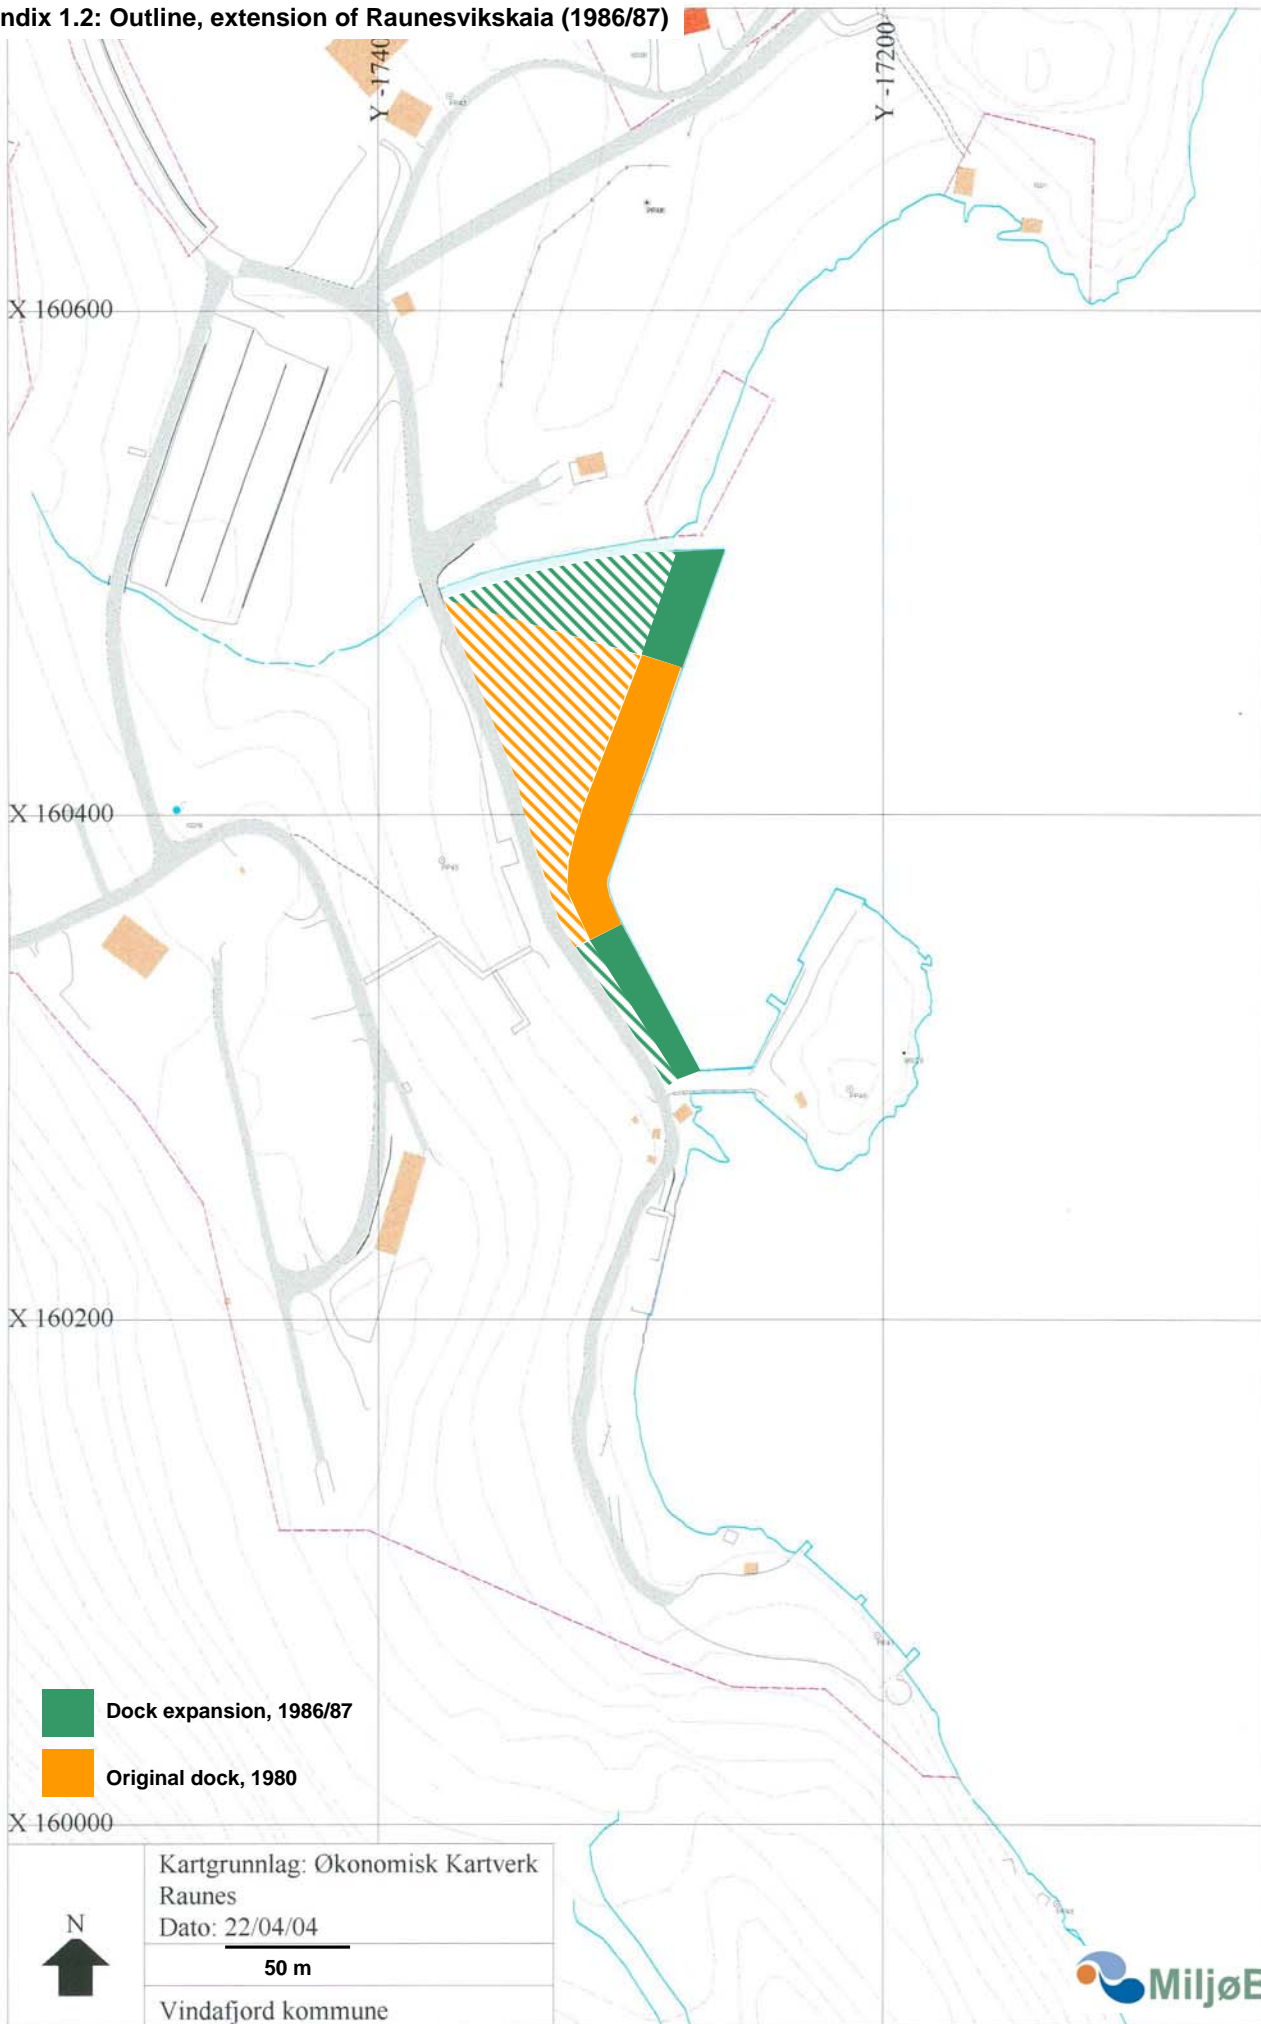 ndix 1.2: Outline, extension of Raunesvikskaia (1986/87)
Y -1740
Y -17200
X 160600
X 160400
X 160200
X 160000
Dock expansion, 1986/87
Original dock, 1980
Kartgrunnlag: Økonomisk Kartverk
Raunes
Dato: 22/04/04
N
50 m
Vindafjord kommune
MiljøB